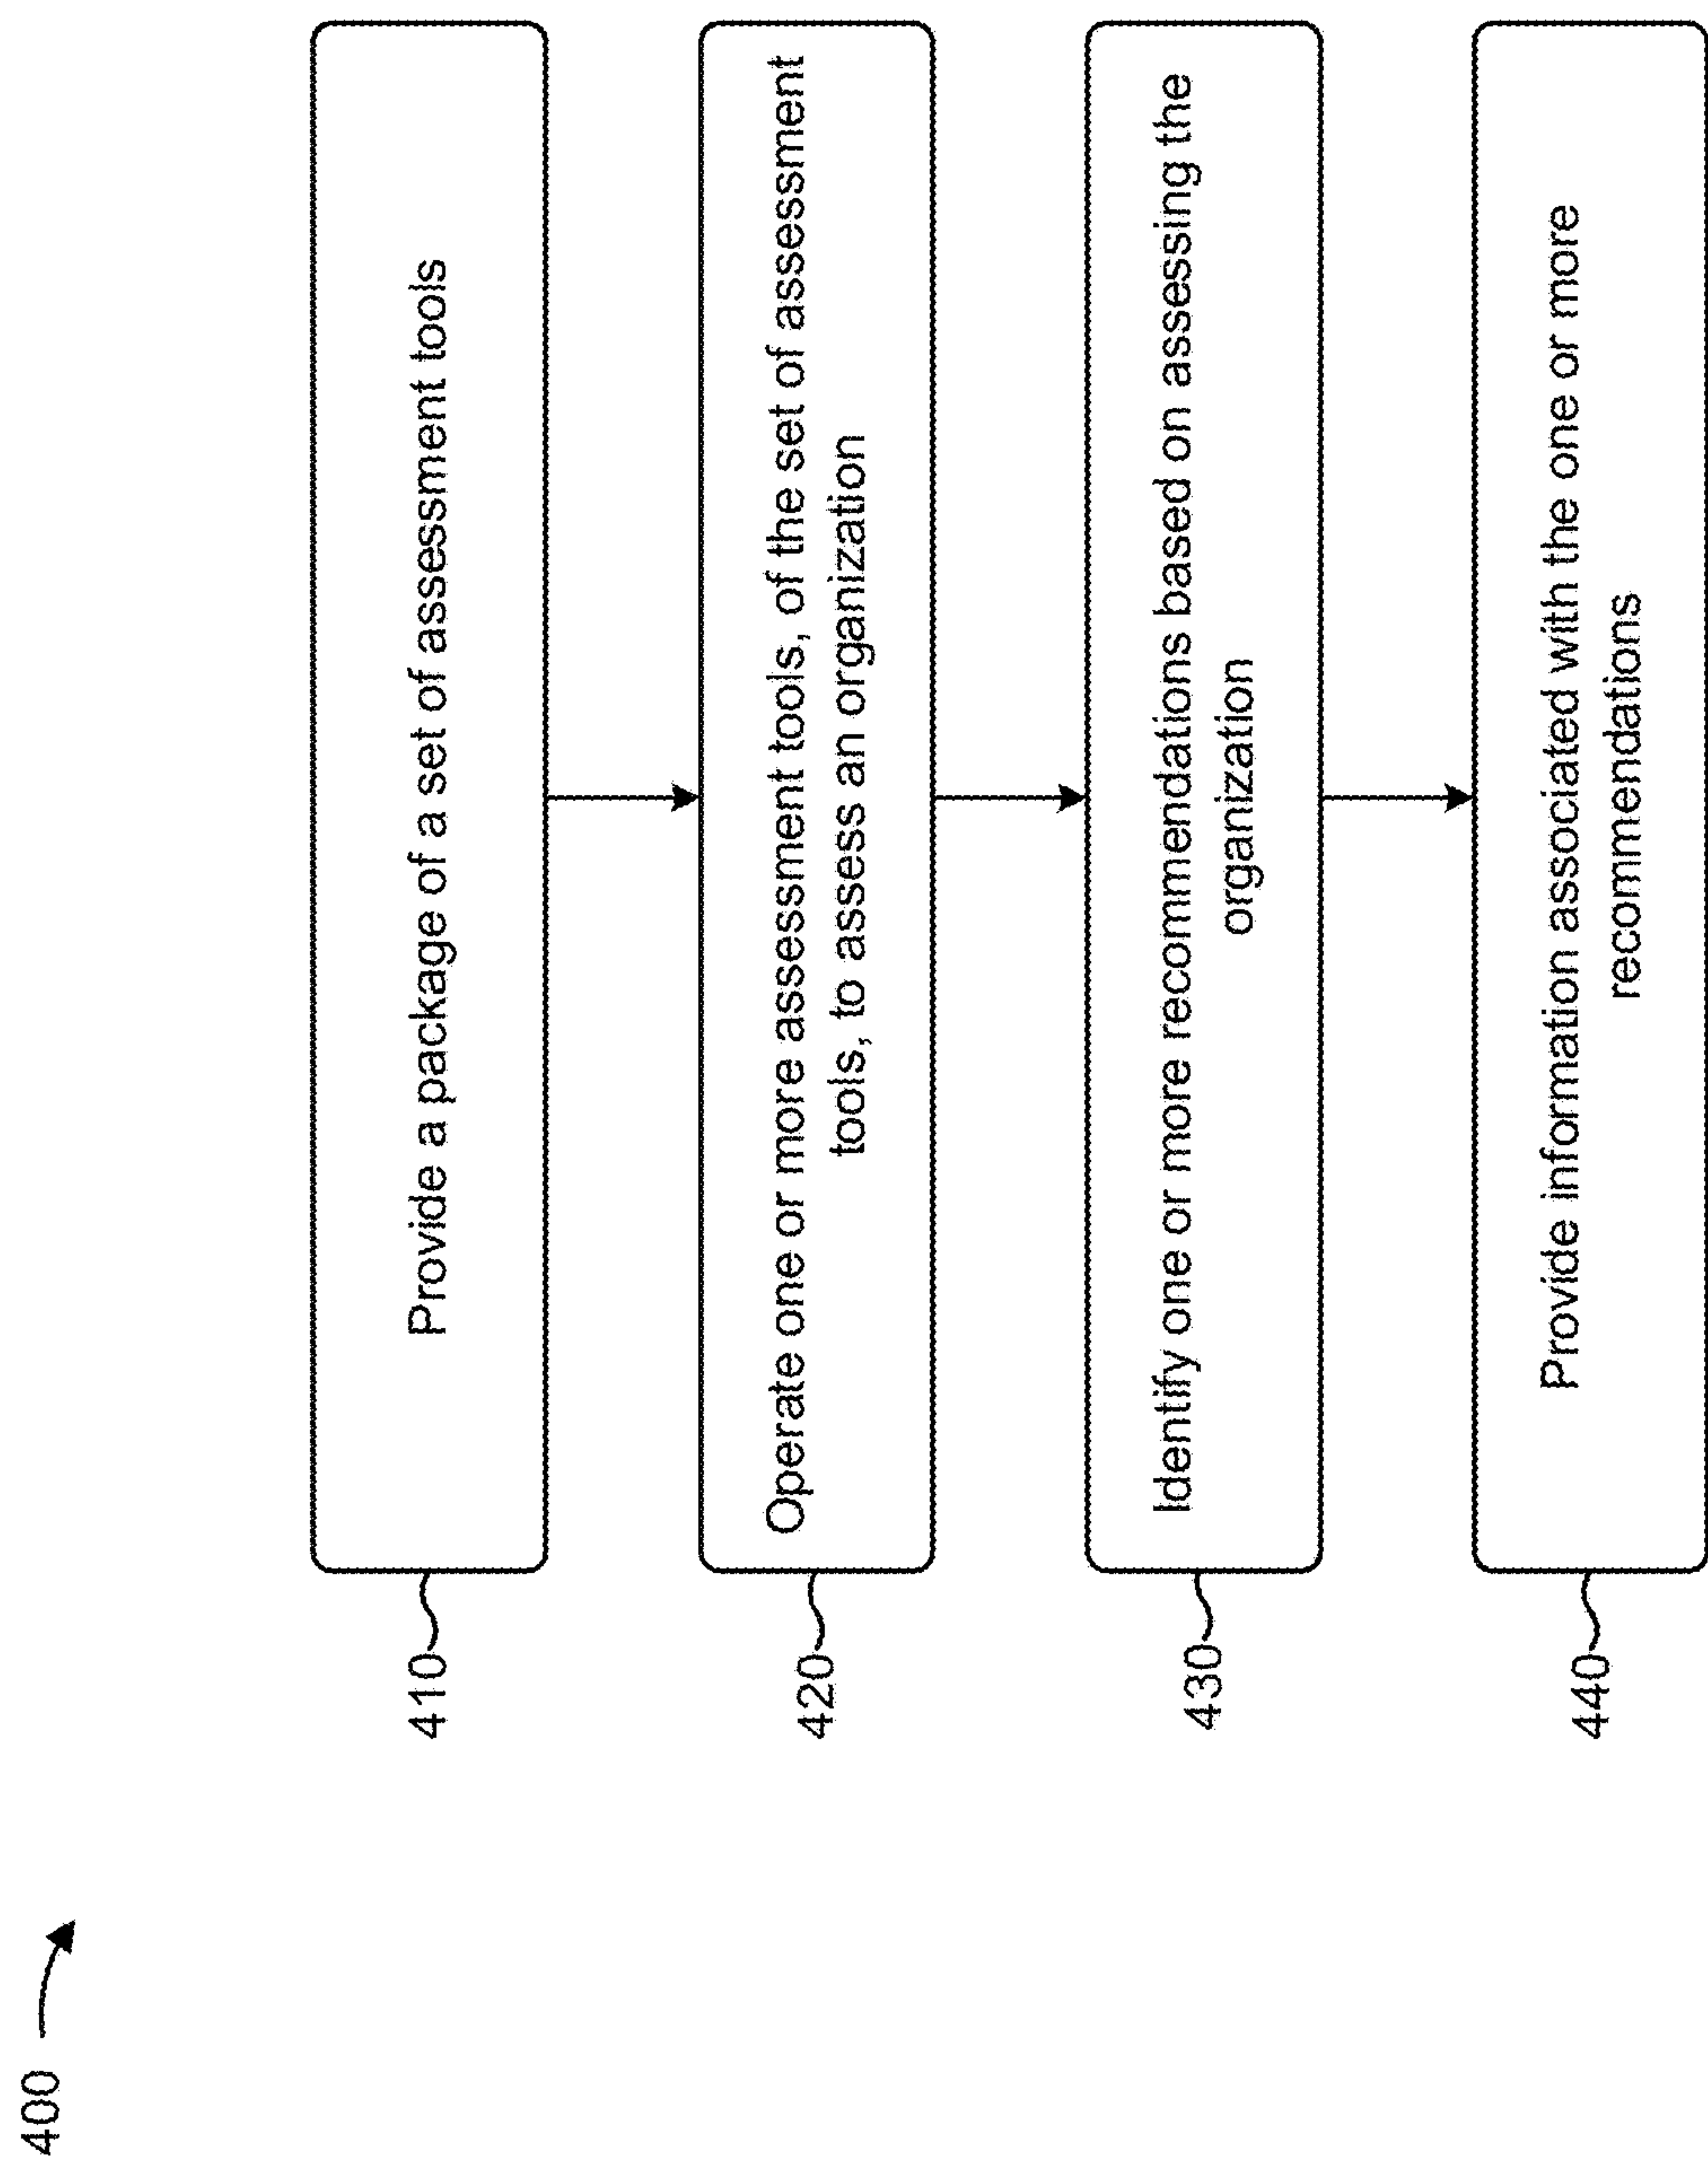 400
410
Provide a package of a set of assessment tools
420
Operate one or more assessment tools, of the set of assessment
tools, to assess an organization
430
Identify one or more recommendations based on assessing the
organization
440
Provide information associated with the one or more
recommendations